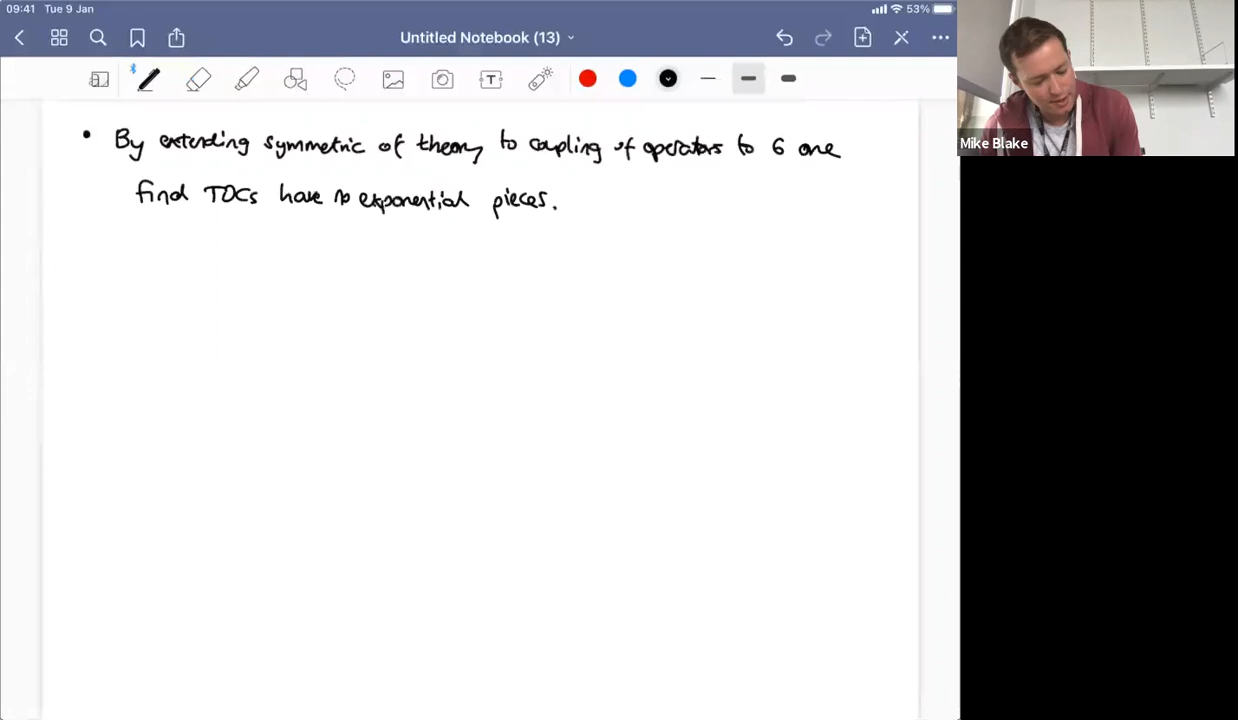 09:41 Tue 9 Jan 53%
Untitled Notebook (13)
• By extending symmetric of theory to coupling of operators to 6 one
find TOCs have no exponential pieces.
Mike Blake